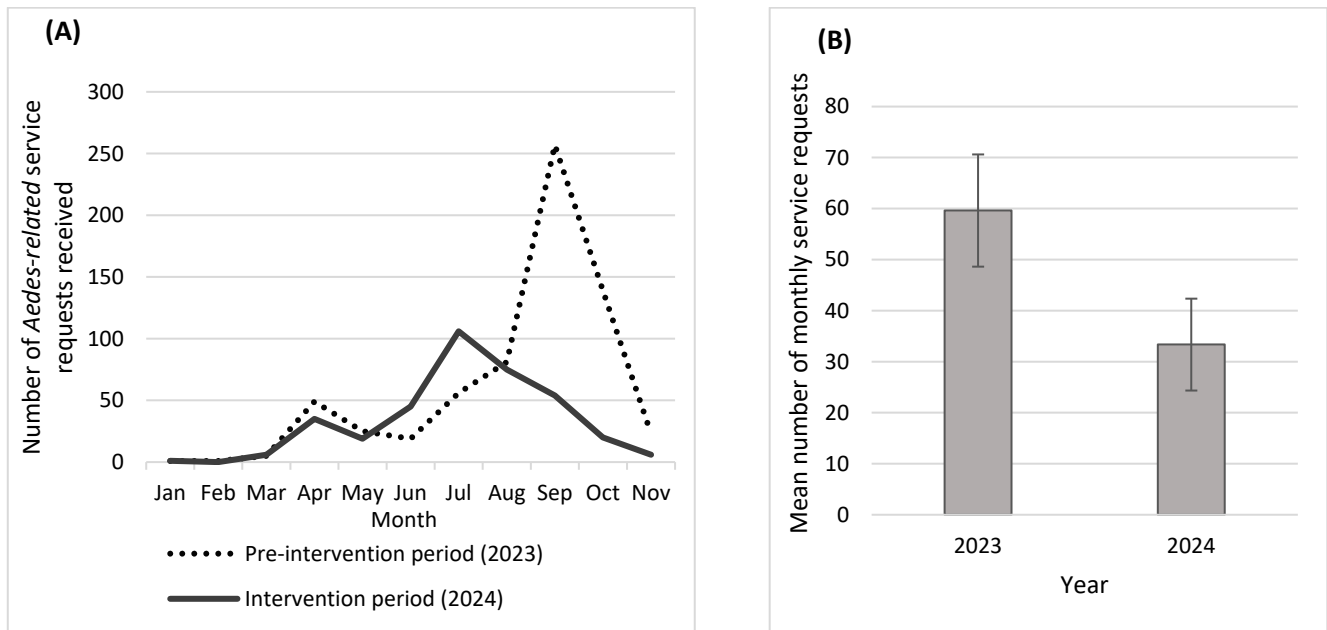 (A)
Number of Aedes-related service
requests received
300
250
200
150
100
50
0
Jan Feb Mar Apr May Jun Jul Aug Sep Oct Nov
Month
Pre-intervention period (2023)
Intervention period (2024)
(B)
Mean number of monthly service requests
80
70
60
50
40
30
20
10
0
2023 2024
Year